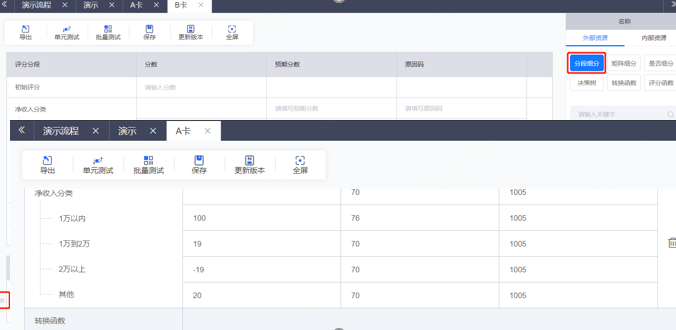 演示流程 × 演示 × A卡 × B卡 ×
导出 单元测试 批量测试 保存 更新版本 全屏
名称
外部资源 内部资源
分段细分 矩阵细分 是否细分
决策树 转换函数 评分函数
请输入关键字
评分分段 分数 预期分数 原因码
初始评分 请输入分数
净收入分类 请填写预期分数 请填写原因码
演示流程 × 演示 × A卡 ×
导出 单元测试 批量测试 保存 更新版本 全屏
净收入分类 70 1005
1万以内 100 76 1005
1万到2万 19 70 1005
2万以上 -19 70 1005
其他 20 70 1005
转换函数